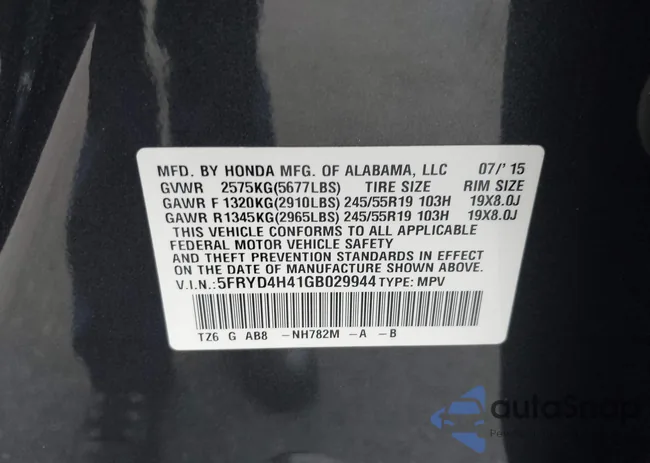 MFD. BY HONDA MFG. OF ALABAMA, LLC 07/' 15
GVWR 2575KG(5677LBS) TIRE SIZE RIM SIZE
GAWR F 1320KG(2910LBS) 245/55R19 103H 19X8.0J
GAWR R 1345KG(2965LBS) 245/55R19 103H 19X8.0J
THIS VEHICLE CONFORMS TO ALL APPLICABLE
FEDERAL MOTOR VEHICLE SAFETY
AND THEFT PREVENTION STANDARDS IN EFFECT
ON THE DATE OF MANUFACTURE SHOWN ABOVE.
V.I.N.:5FRYD4H41GB029944 TYPE: MPV
TZ6 G AB8 -NH782M -A -B
autoSnap